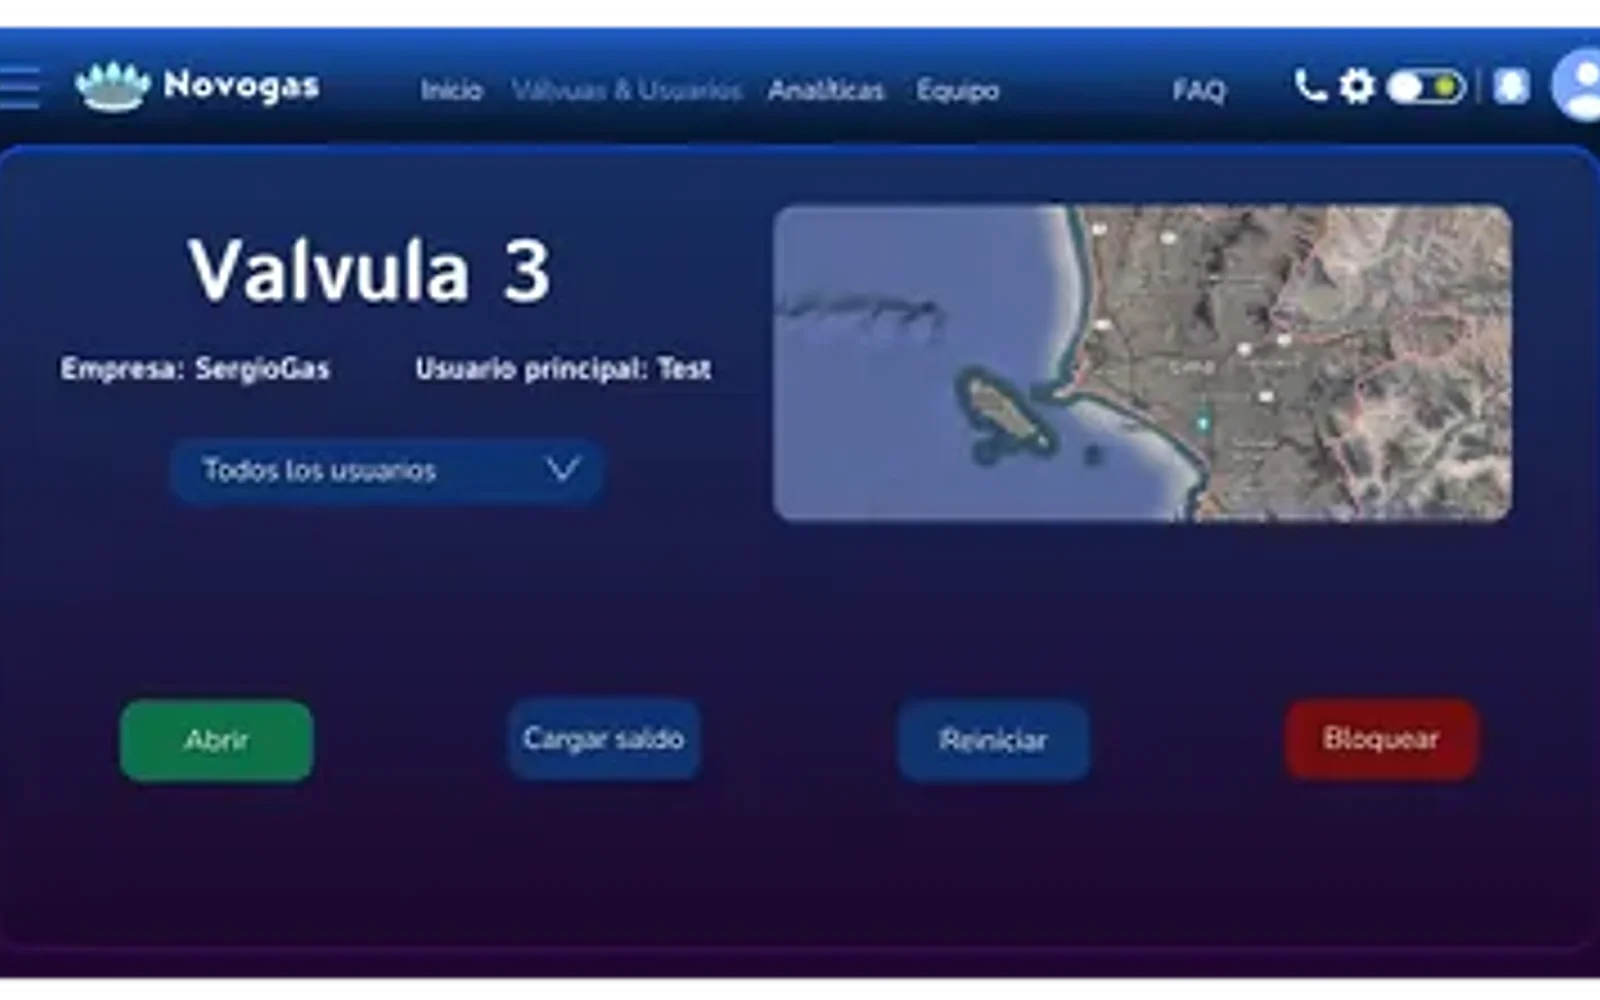 Novogas
Inicio Válvulas & Usuarios Analíticas Equipo FAQ
Valvula 3
Empresa: SergioGas Usuario principal: Test
Todos los usuarios
Abrir Cargar saldo Reiniciar Bloquear